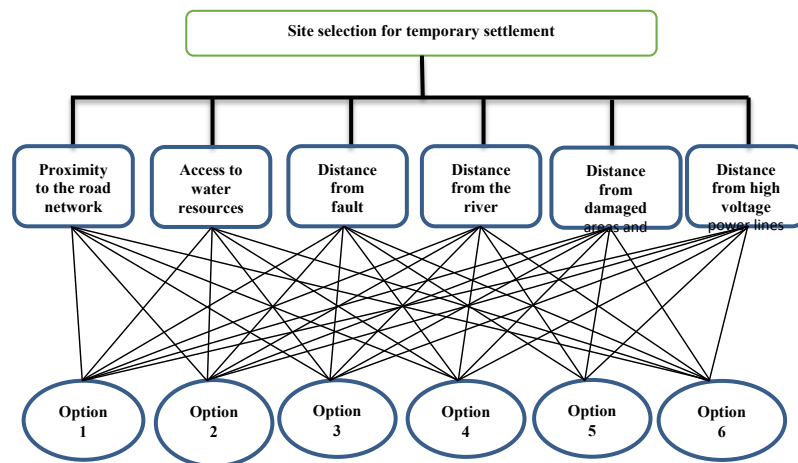 Site selection for temporary settlement
Proximity
to the road
network
Access to
water
resources
Distance
from
fault
Distance
from the
river
Distance
from
damaged
areas and
Distance
from high
voltage
power lines
Option
1
Option
2
Option
3
Option
4
Option
5
Option
6